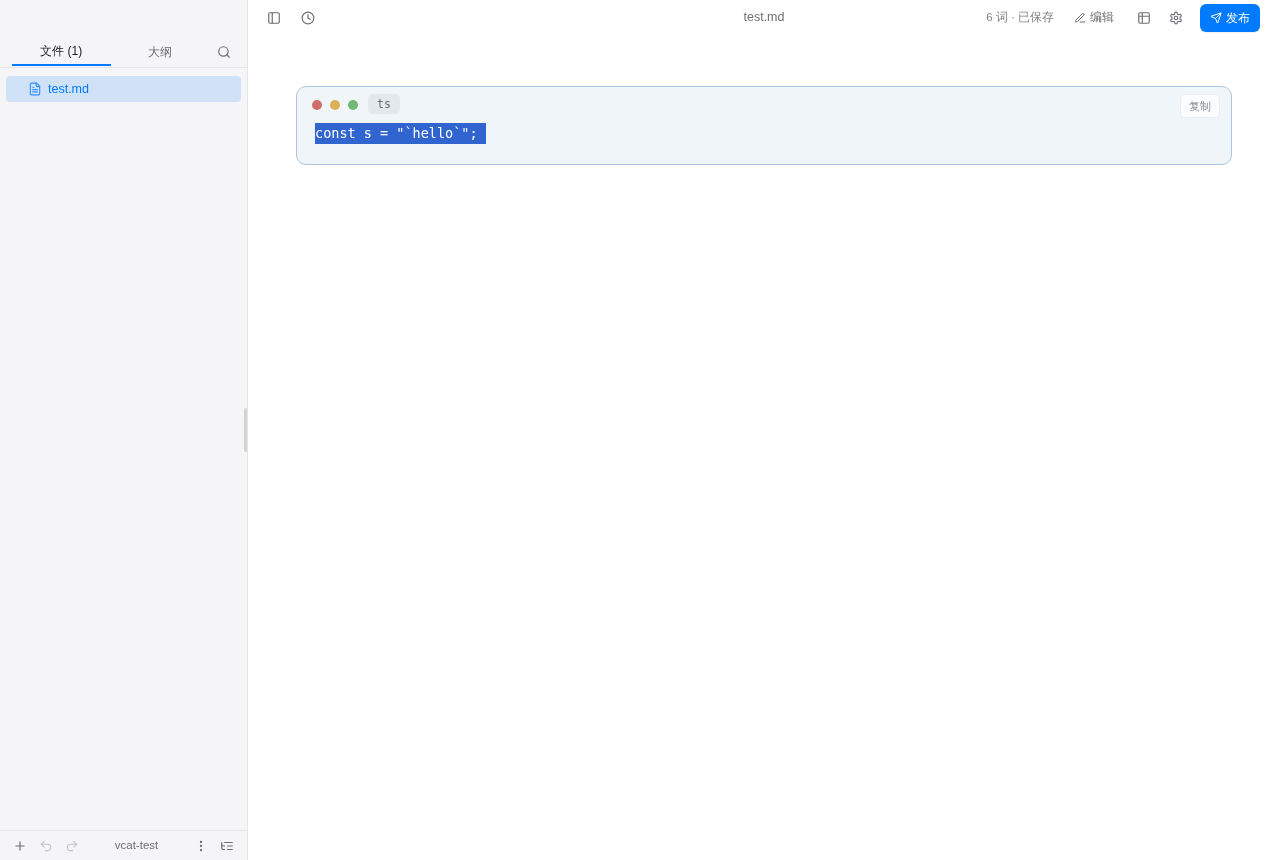 test.md
6 词 · 已保存
编辑
发布
文件 (1)
大纲
test.md
ts
复制
const s = "`hello`";
vcat-test